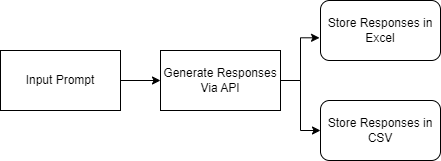 Input Prompt
Generate Responses
Via API
Store Responses in
Excel
Store Responses in
CSV